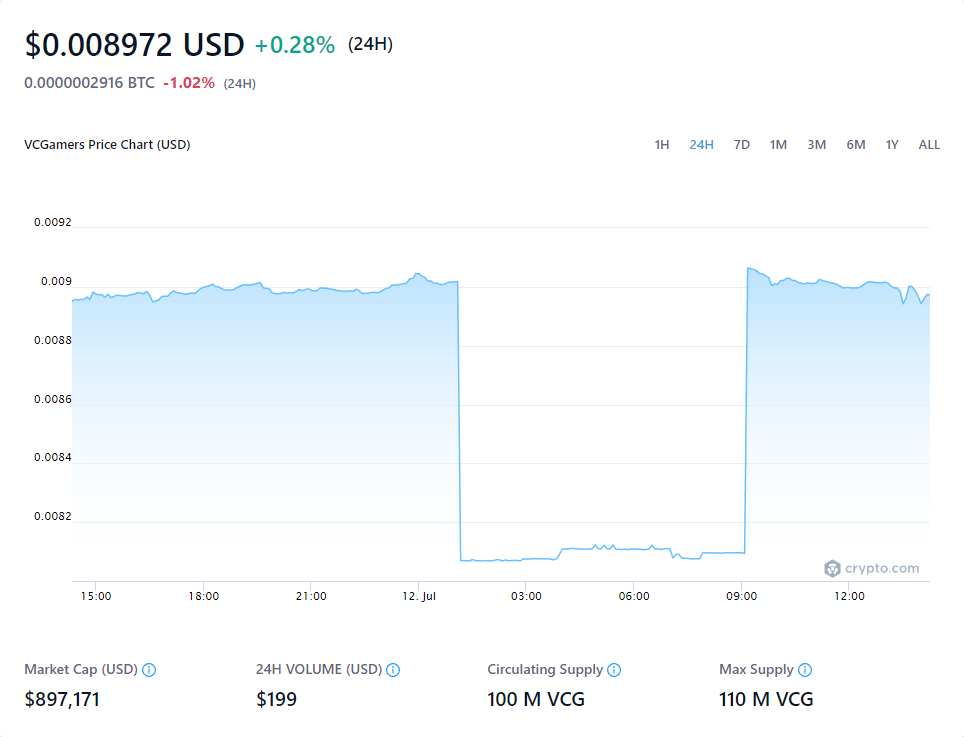 $0.008972 USD +0.28% (24H)
0.0000002916 BTC -1.02% (24H)
VCGamers Price Chart (USD) 1H 24H 7D 1M 3M 6M 1Y ALL
0.0092
0.009
0.0088
0.0086
0.0084
0.0082
crypto.com
15:00 18:00 21:00 12. Jul 03:00 06:00 09:00 12:00
Market Cap (USD) 24H VOLUME (USD) Circulating Supply Max Supply
$897,171 $199 100 M VCG 110 M VCG